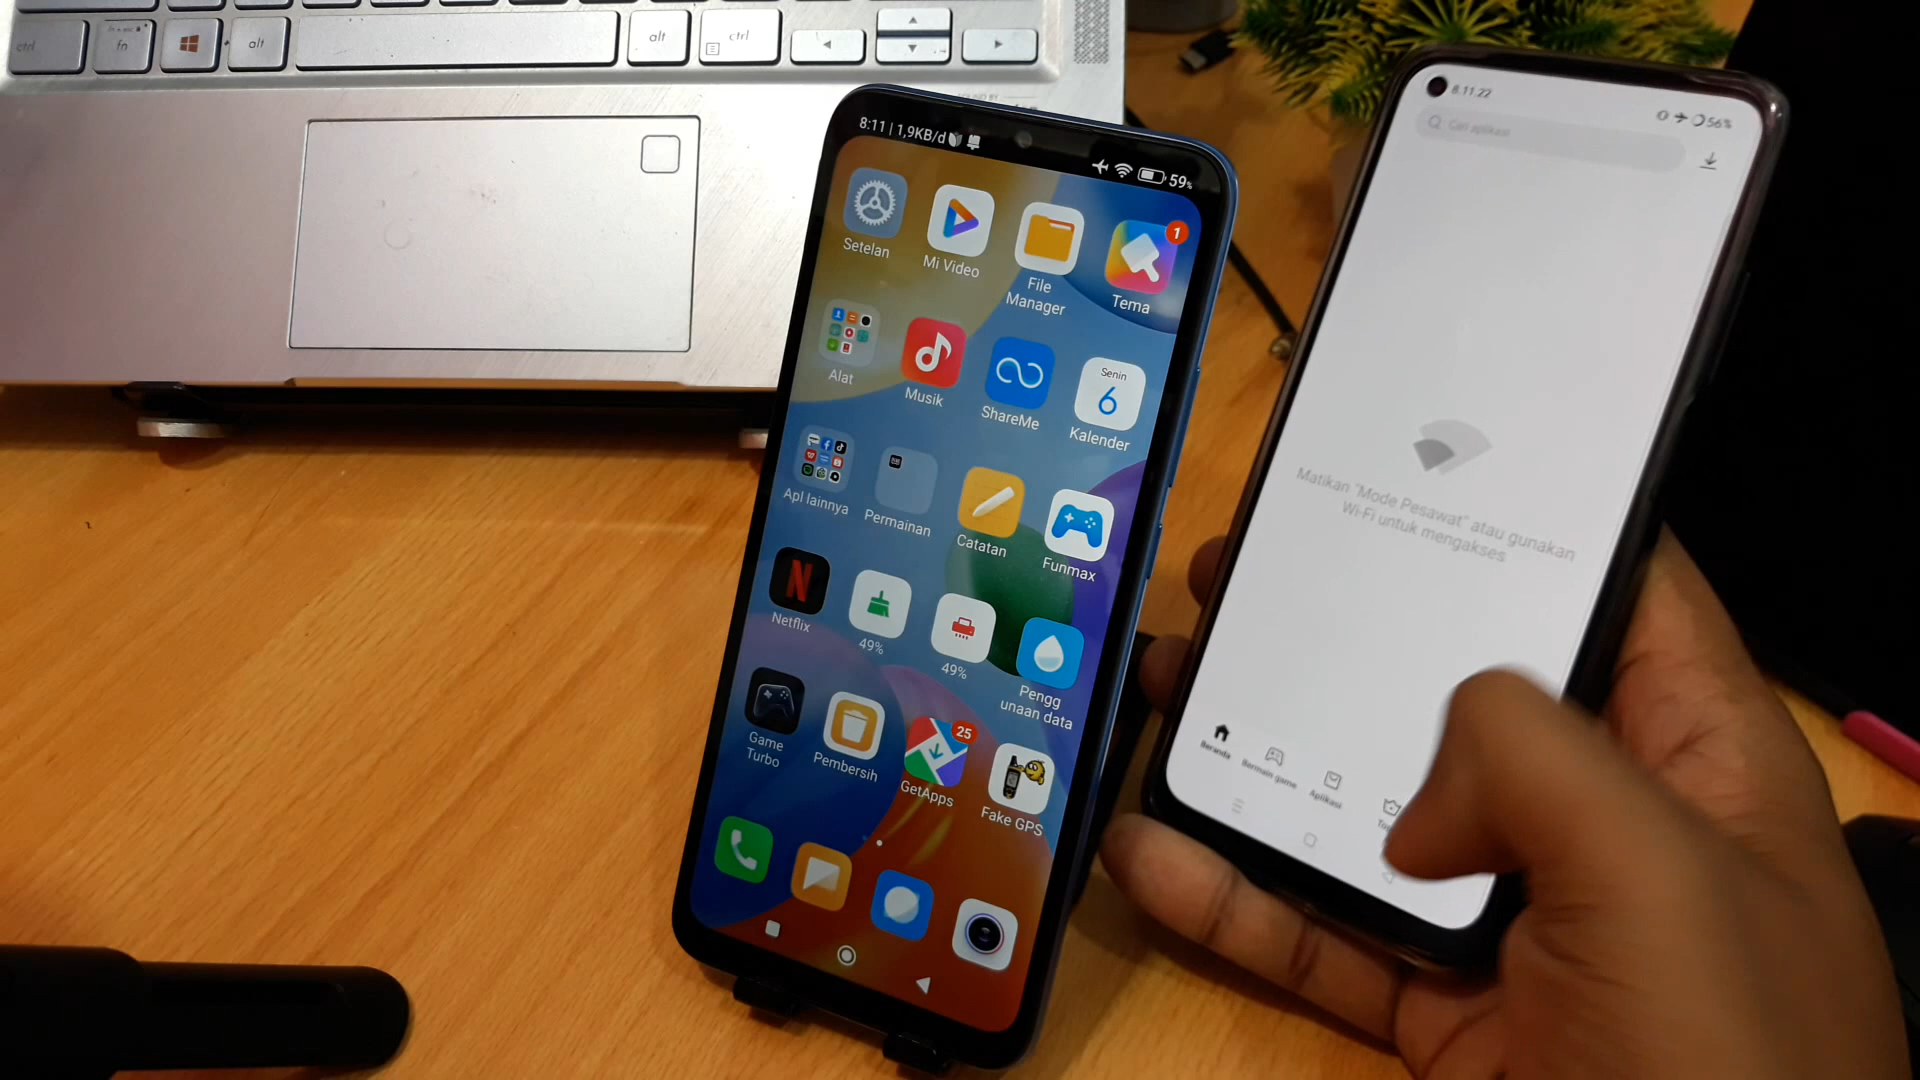 ctrl
fn
alt
alt
ctrl
8:11 | 1,9KB/d
59%
Setelan
Mi Video
File
Manager
1
Tema
Alat
Musik
ShareMe
Senin
6
Kalender
Apl lainnya
Permainan
Catatan
Funmax
N
Netflix
49%
49%
Pengg
unaan data
Game
Turbo
Pembersih
25
GetApps
Fake GPS
8.11.22
56%
Cari aplikasi
Matikan "Mode Pesawat" atau gunakan
Wi-Fi untuk mengakses
Beranda
Bermain game
Aplikasi